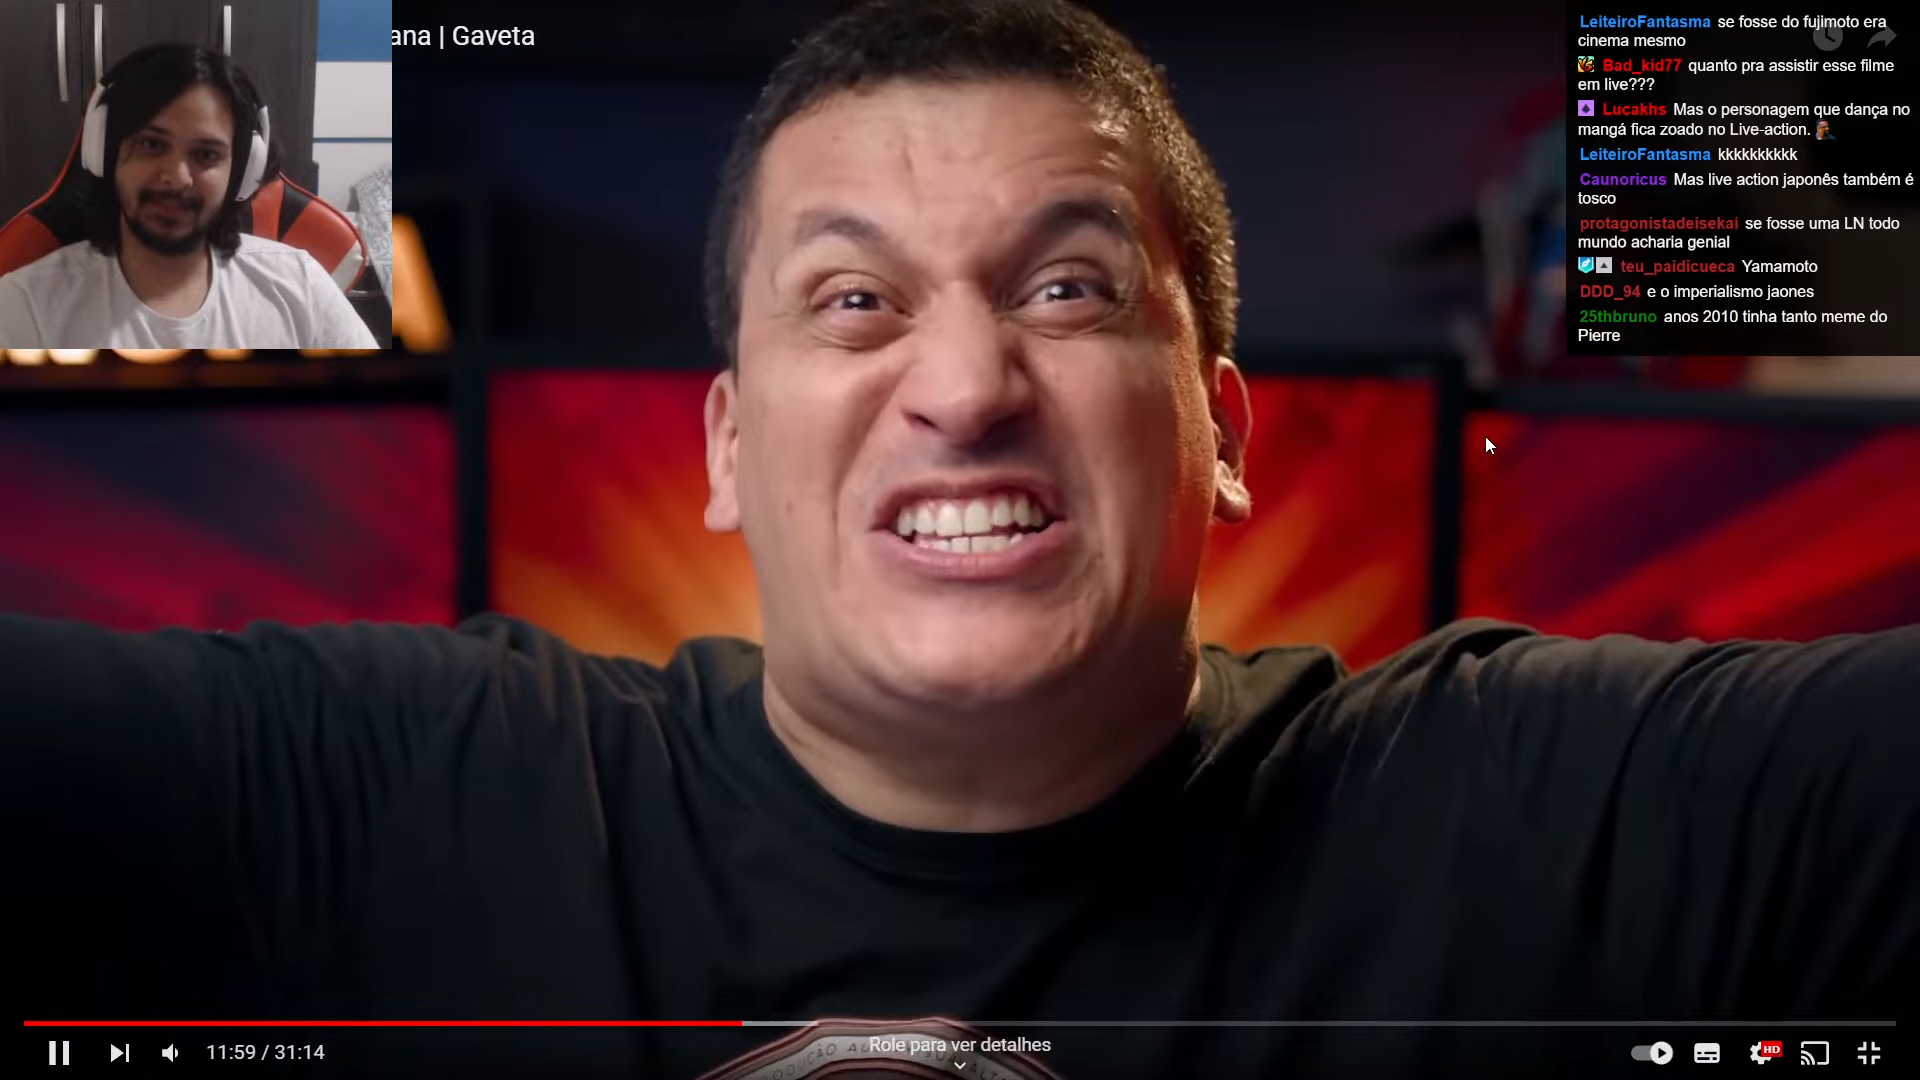 ana | Gaveta
LeiteiroFantasma se fosse do fujimoto era
cinema mesmo
Bad_kid77 quanto pra assistir esse filme
em live???
Lucakhs Mas o personagem que dança no
mangá fica zoado no Live-action.
LeiteiroFantasma kkkkkkkkkk
Caunoricus Mas live action japonês também é
tosco
protagonistadeisekai se fosse uma LN todo
mundo acharia genial
teu_paidicueca Yamamoto
DDD_94 e o imperialismo jaones
25thbruno anos 2010 tinha tanto meme do
Pierre
Role para ver detalhes
11:59 / 31:14
HD